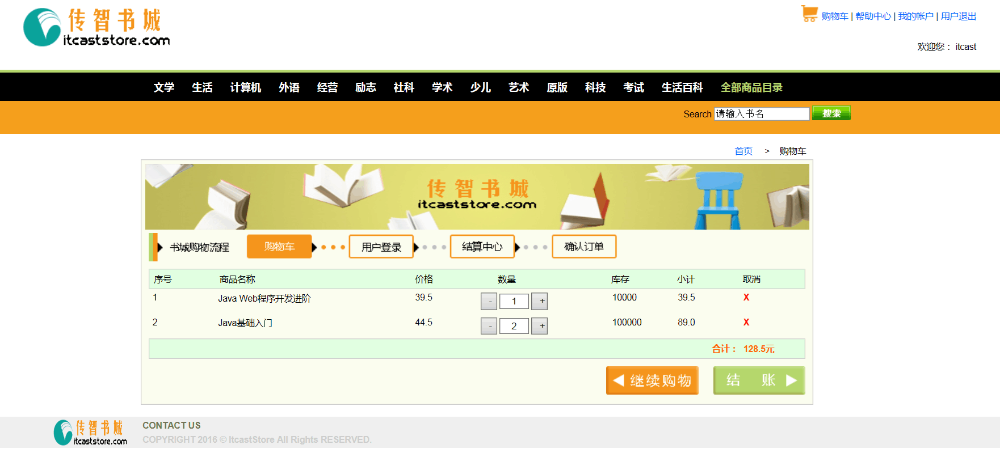 传智书城
itcaststore.com
购物车 | 帮助中心 | 我的帐户 | 用户退出
欢迎您： itcast
文学 生活 计算机 外语 经营 励志 社科 学术 少儿 艺术 原版 科技 考试 生活百科 全部商品目录
Search 请输入书名 搜索
首页 > 购物车
传智书城
itcaststore.com
书城购物流程 购物车 用户登录 结算中心 确认订单
序号 商品名称 价格 数量 库存 小计 取消
1 Java Web程序开发进阶 39.5 - 1 + 10000 39.5 X
2 Java基础入门 44.5 - 2 + 100000 89.0 X
合计： 128.5元
继续购物 结 账
传智书城
itcaststore.com
CONTACT US
COPYRIGHT 2016 © ItcastStore All Rights RESERVED.